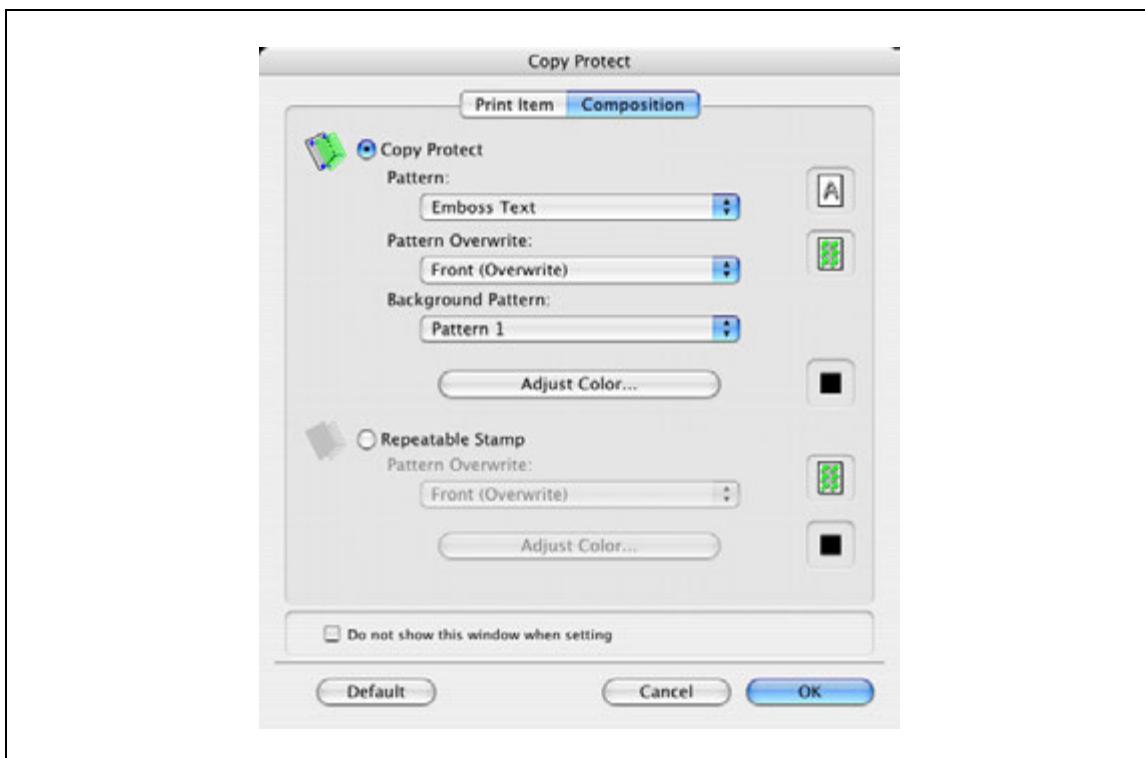 Copy Protect
Print Item Composition
Copy Protect
Pattern:
Emboss Text
A
Pattern Overwrite:
Front (Overwrite)
Background Pattern:
Pattern 1
Adjust Color...
Repeatable Stamp
Pattern Overwrite:
Front (Overwrite)
Adjust Color...
Do not show this window when setting
Default Cancel OK